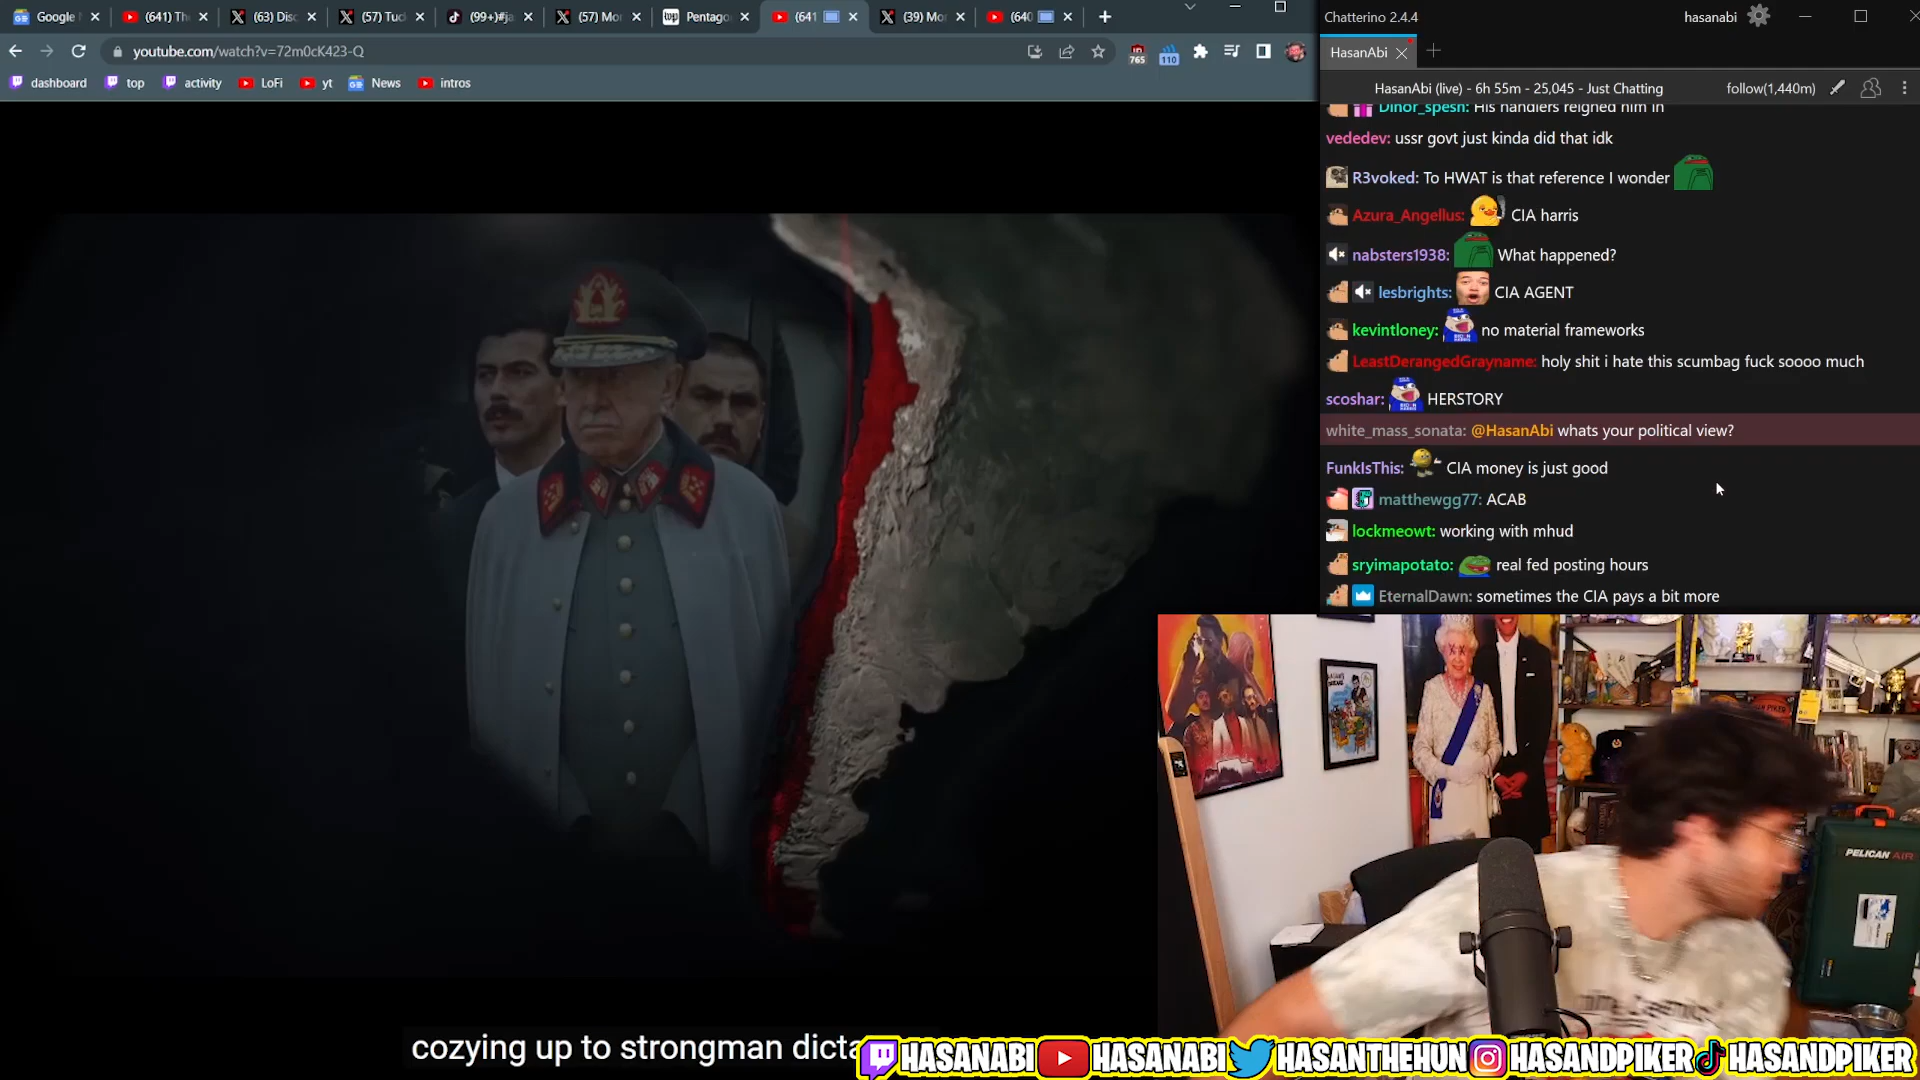 Google
(641) Th
(63) Disc
(57) Tuc
(99+)#ja
(57) Mo
Pentago
(641
(39) Mo
(640
youtube.com/watch?v=72m0cK423-Q
765
110
dashboard
top
activity
LoFi
yt
News
intros
Chatterino 2.4.4
hasanabi
HasanAbi
HasanAbi (live) - 6h 55m - 25,045 - Just Chatting
follow(1,440m)
Dinor_spesh: His handlers reigned him in
vededev: ussr govt just kinda did that idk
R3voked: To HWAT is that reference I wonder
Azura_Angellus: CIA harris
nabsters1938: What happened?
lesbrights: CIA AGENT
kevintloney: no material frameworks
LeastDerangedGrayname: holy shit i hate this scumbag fuck soooo much
scoshar: HERSTORY
white_mass_sonata: @HasanAbi whats your political view?
FunkIsThis: CIA money is just good
matthewgg77: ACAB
lockmeowt: working with mhud
sryimapotato: real fed posting hours
EternalDawn: sometimes the CIA pays a bit more
PELICAN AIR
cozying up to strongman dicta
HASANABI
HASANABI
HASANTHEHUN
HASANDPIKER
HASANDPIKER